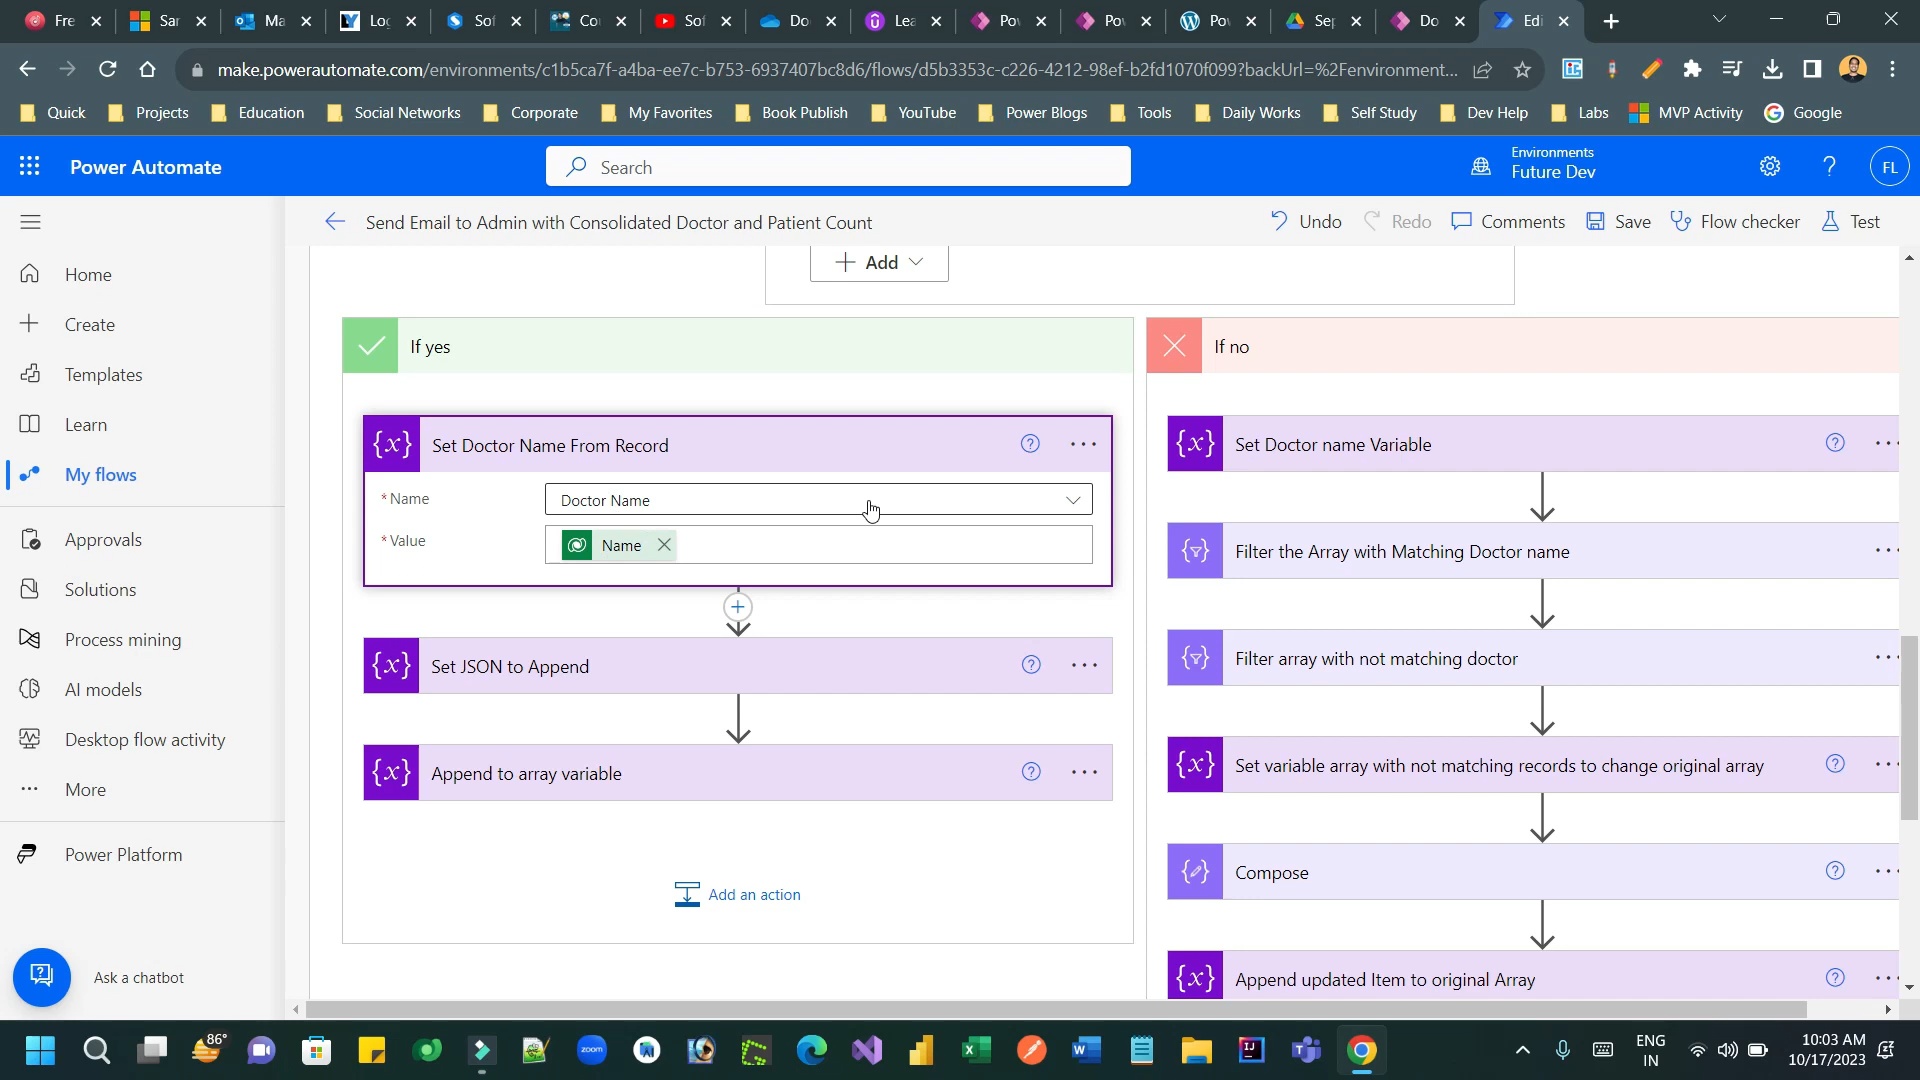 Fre
Sar
Ma
Log
Sof
Co
Sof
Do
Lea
Po
Po
Po
Sep
Do
Edi
make.powerautomate.com/environments/c1b5ca7f-a4ba-ee7c-b753-6937407bc8d6/flows/d5b3353c-c226-4212-98ef-b2fd1070f099?backUrl=%2Fenvironment...
Quick
Projects
Education
Social Networks
Corporate
My Favorites
Book Publish
YouTube
Power Blogs
Tools
Daily Works
Self Study
Dev Help
Labs
MVP Activity
Google
Power Automate
Search
Environments
Future Dev
FL
Send Email to Admin with Consolidated Doctor and Patient Count
Undo
Redo
Comments
Save
Flow checker
Test
Home
Create
Templates
Learn
My flows
Approvals
Solutions
Process mining
AI models
Desktop flow activity
More
Power Platform
Ask a chatbot
Add
If yes
Set Doctor Name From Record
* Name
Doctor Name
* Value
Name
Set JSON to Append
Append to array variable
Add an action
If no
Set Doctor name Variable
Filter the Array with Matching Doctor name
Filter array with not matching doctor
Set variable array with not matching records to change original array
Compose
Append updated Item to original Array
86°
zoom
ENG
IN
10:03 AM
10/17/2023